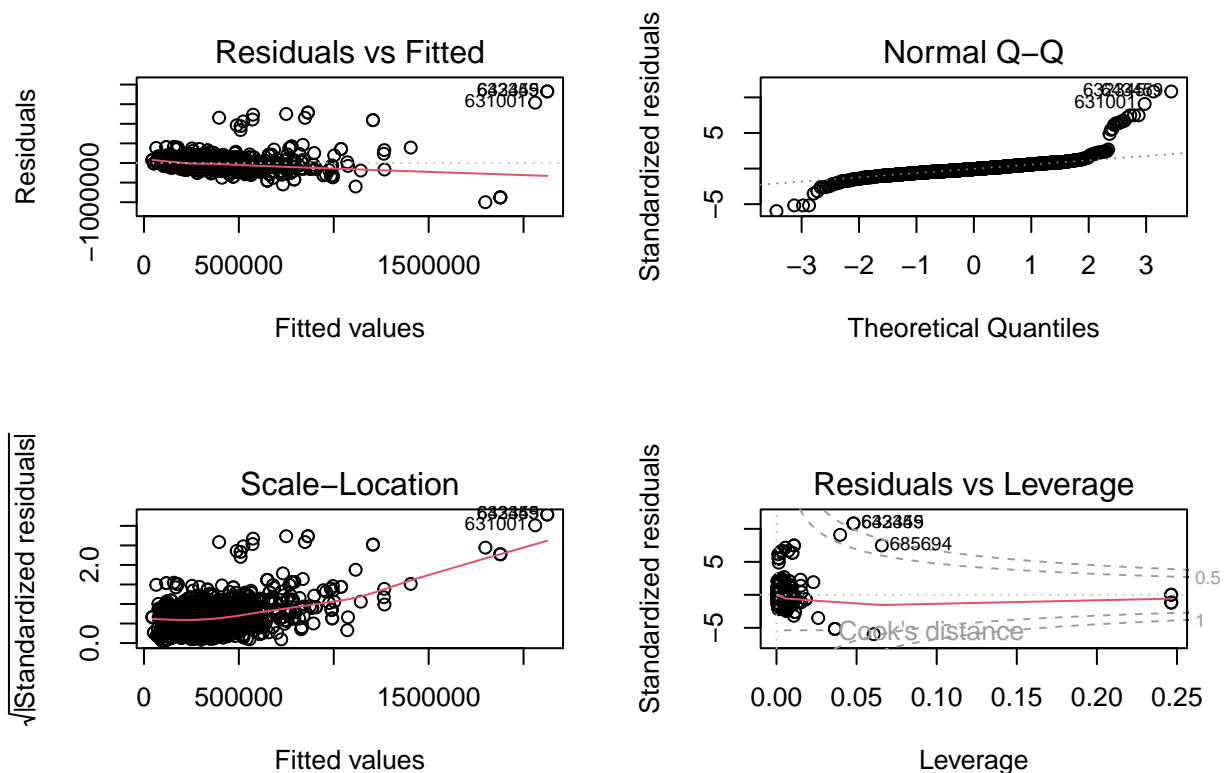 Residuals vs Fitted
Residuals
−1000000
0 500000 1500000
Fitted values
631001
Normal Q−Q
Standardized residuals
−5 5
−3 −2 −1 0 1 2 3
Theoretical Quantiles
631001
Scale−Location
√|Standardized residuals|
0.0 2.0
0 500000 1500000
Fitted values
631001
Residuals vs Leverage
Standardized residuals
−5 5
0.00 0.05 0.10 0.15 0.20 0.25
Leverage
685694
Cook's distance
0.5
1